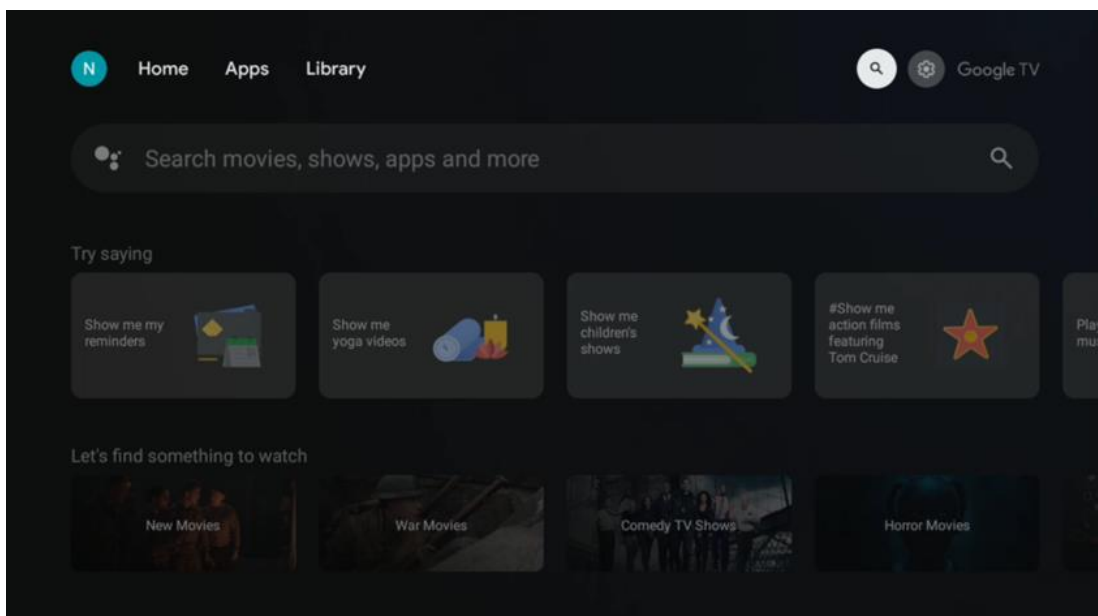 N
Home
Apps
Library
Google TV
Search movies, shows, apps and more
Try saying
Show me my
reminders
Show me
yoga videos
Show me
children's
shows
#Show me
action films
featuring
Tom Cruise
Let's find something to watch
New Movies
War Movies
Comedy TV Shows
Horror Movies